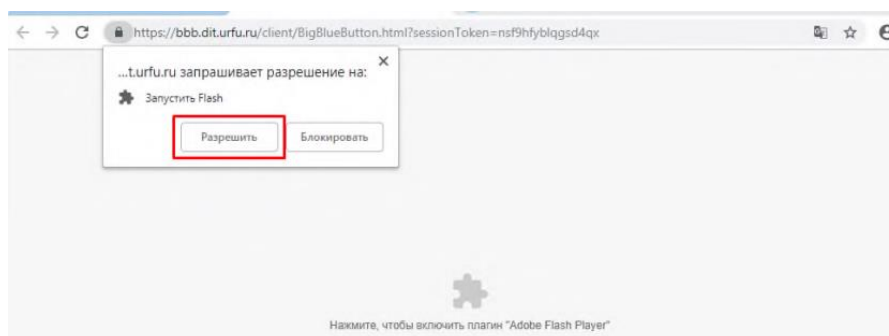 https://bbb.dit.urfu.ru/client/BigBlueButton.html?sessionToken=nsf9hfyblqgsd4qx
...t.urfu.ru запрашивает разрешение на:
Запустить Flash
Разрешить
Блокировать
Нажмите, чтобы включить плагин "Adobe Flash Player"